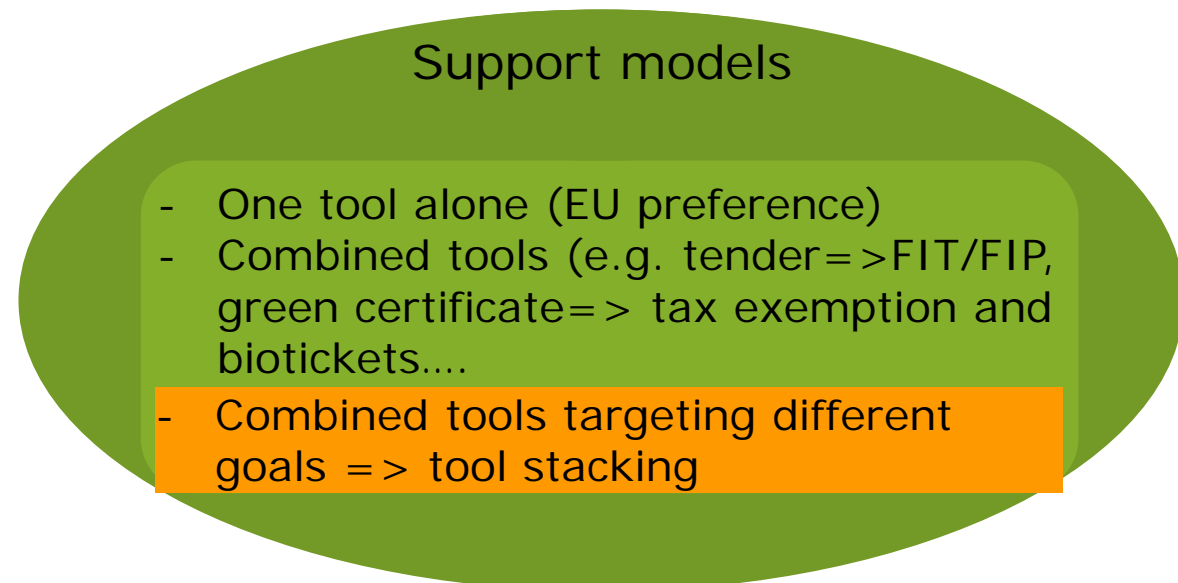 Support models
- One tool alone (EU preference)
- Combined tools (e.g. tender=>FIT/FIP,
green certificate=> tax exemption and
biotickets....
- Combined tools targeting different
goals => tool stacking